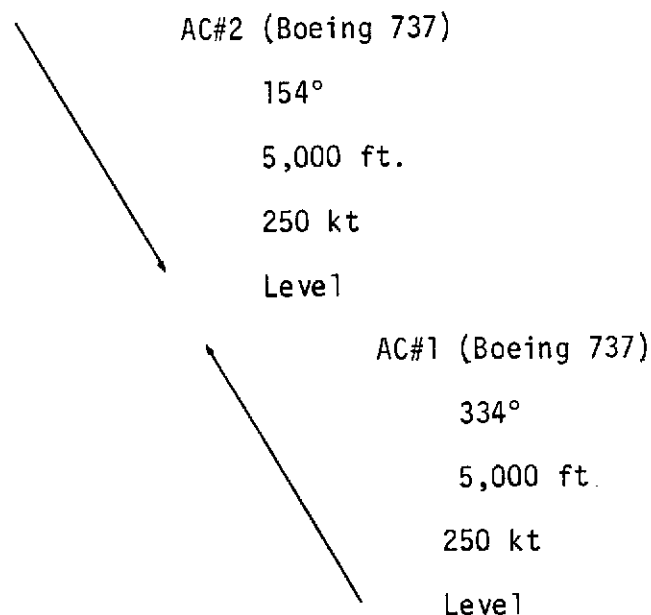 AC#2 (Boeing 737)
154°
5,000 ft.
250 kt
Level
AC#1 (Boeing 737)
334°
5,000 ft.
250 kt
Level